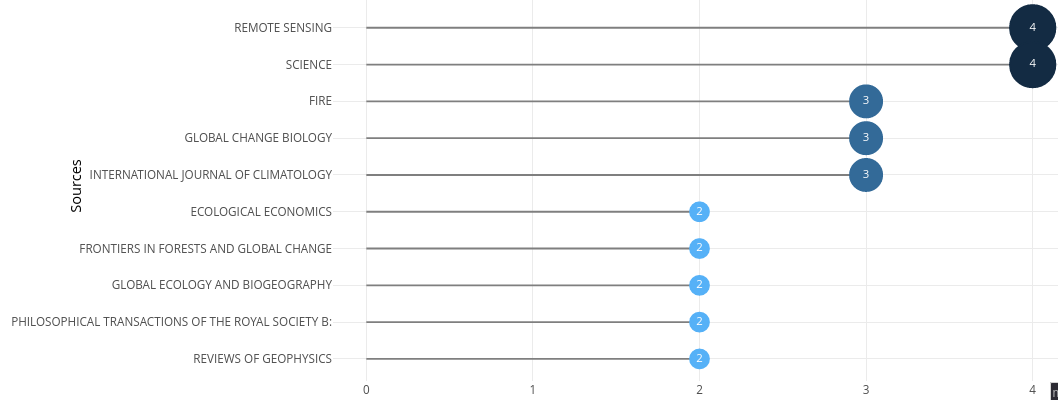 REMOTE SENSING 4
SCIENCE 4
FIRE 3
GLOBAL CHANGE BIOLOGY 3
INTERNATIONAL JOURNAL OF CLIMATOLOGY 3
Sources
ECOLOGICAL ECONOMICS 2
FRONTIERS IN FORESTS AND GLOBAL CHANGE 2
GLOBAL ECOLOGY AND BIOGEOGRAPHY 2
PHILOSOPHICAL TRANSACTIONS OF THE ROYAL SOCIETY B: 2
REVIEWS OF GEOPHYSICS 2
0 1 2 3 4